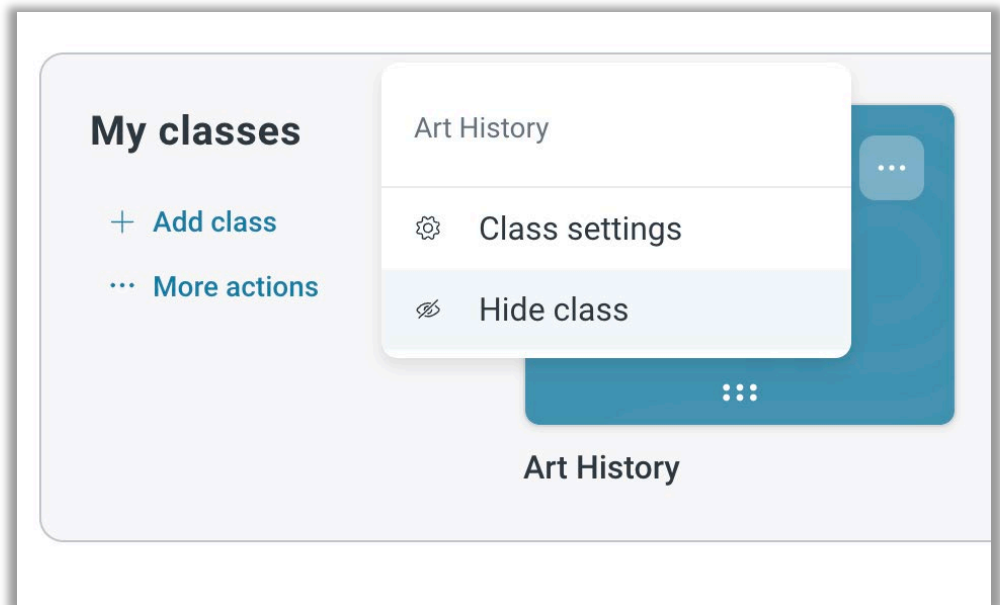 My classes
+ Add class
··· More actions
Art History
Class settings
Hide class
Art History